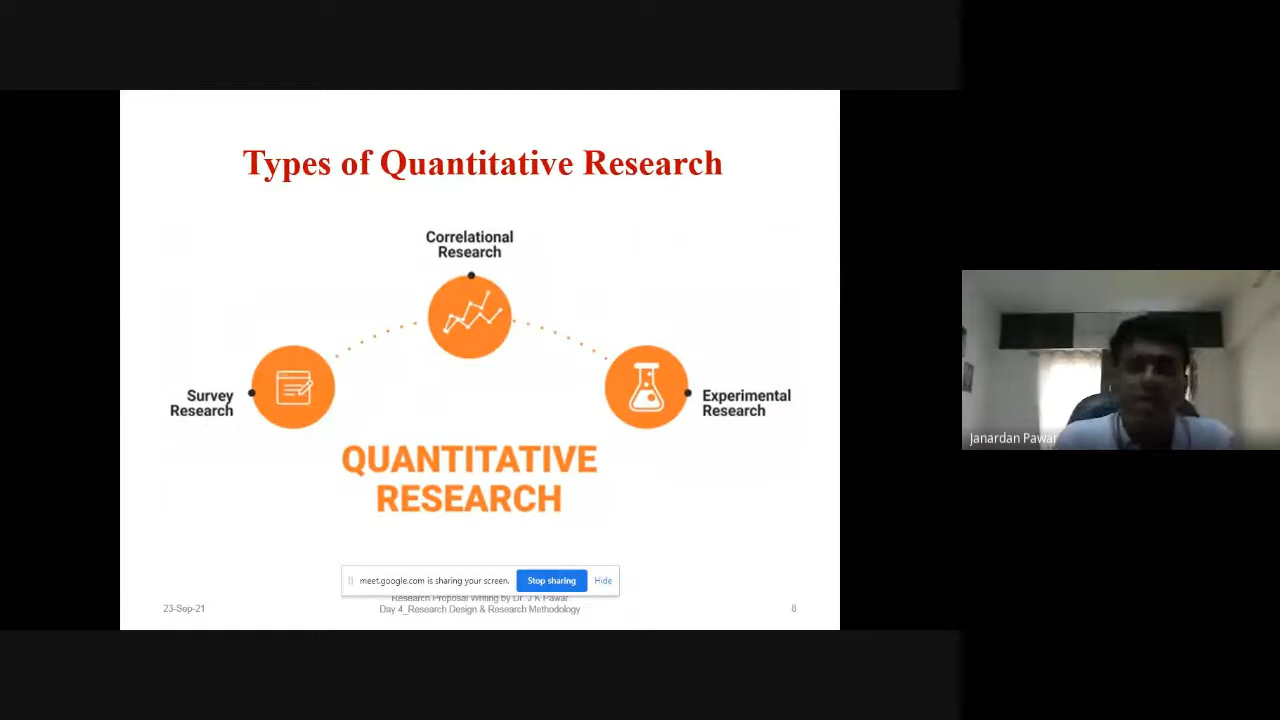 Types of Quantitative Research
Correlational
Research
Survey
Research
Experimental
Research
QUANTITATIVE
RESEARCH
Janardan Pawar
meet.google.com is sharing your screen.
Stop sharing
Hide
Research Proposal Writing by Dr. J K Pawar
23-Sep-21
Day 4_Research Design & Research Methodology
8